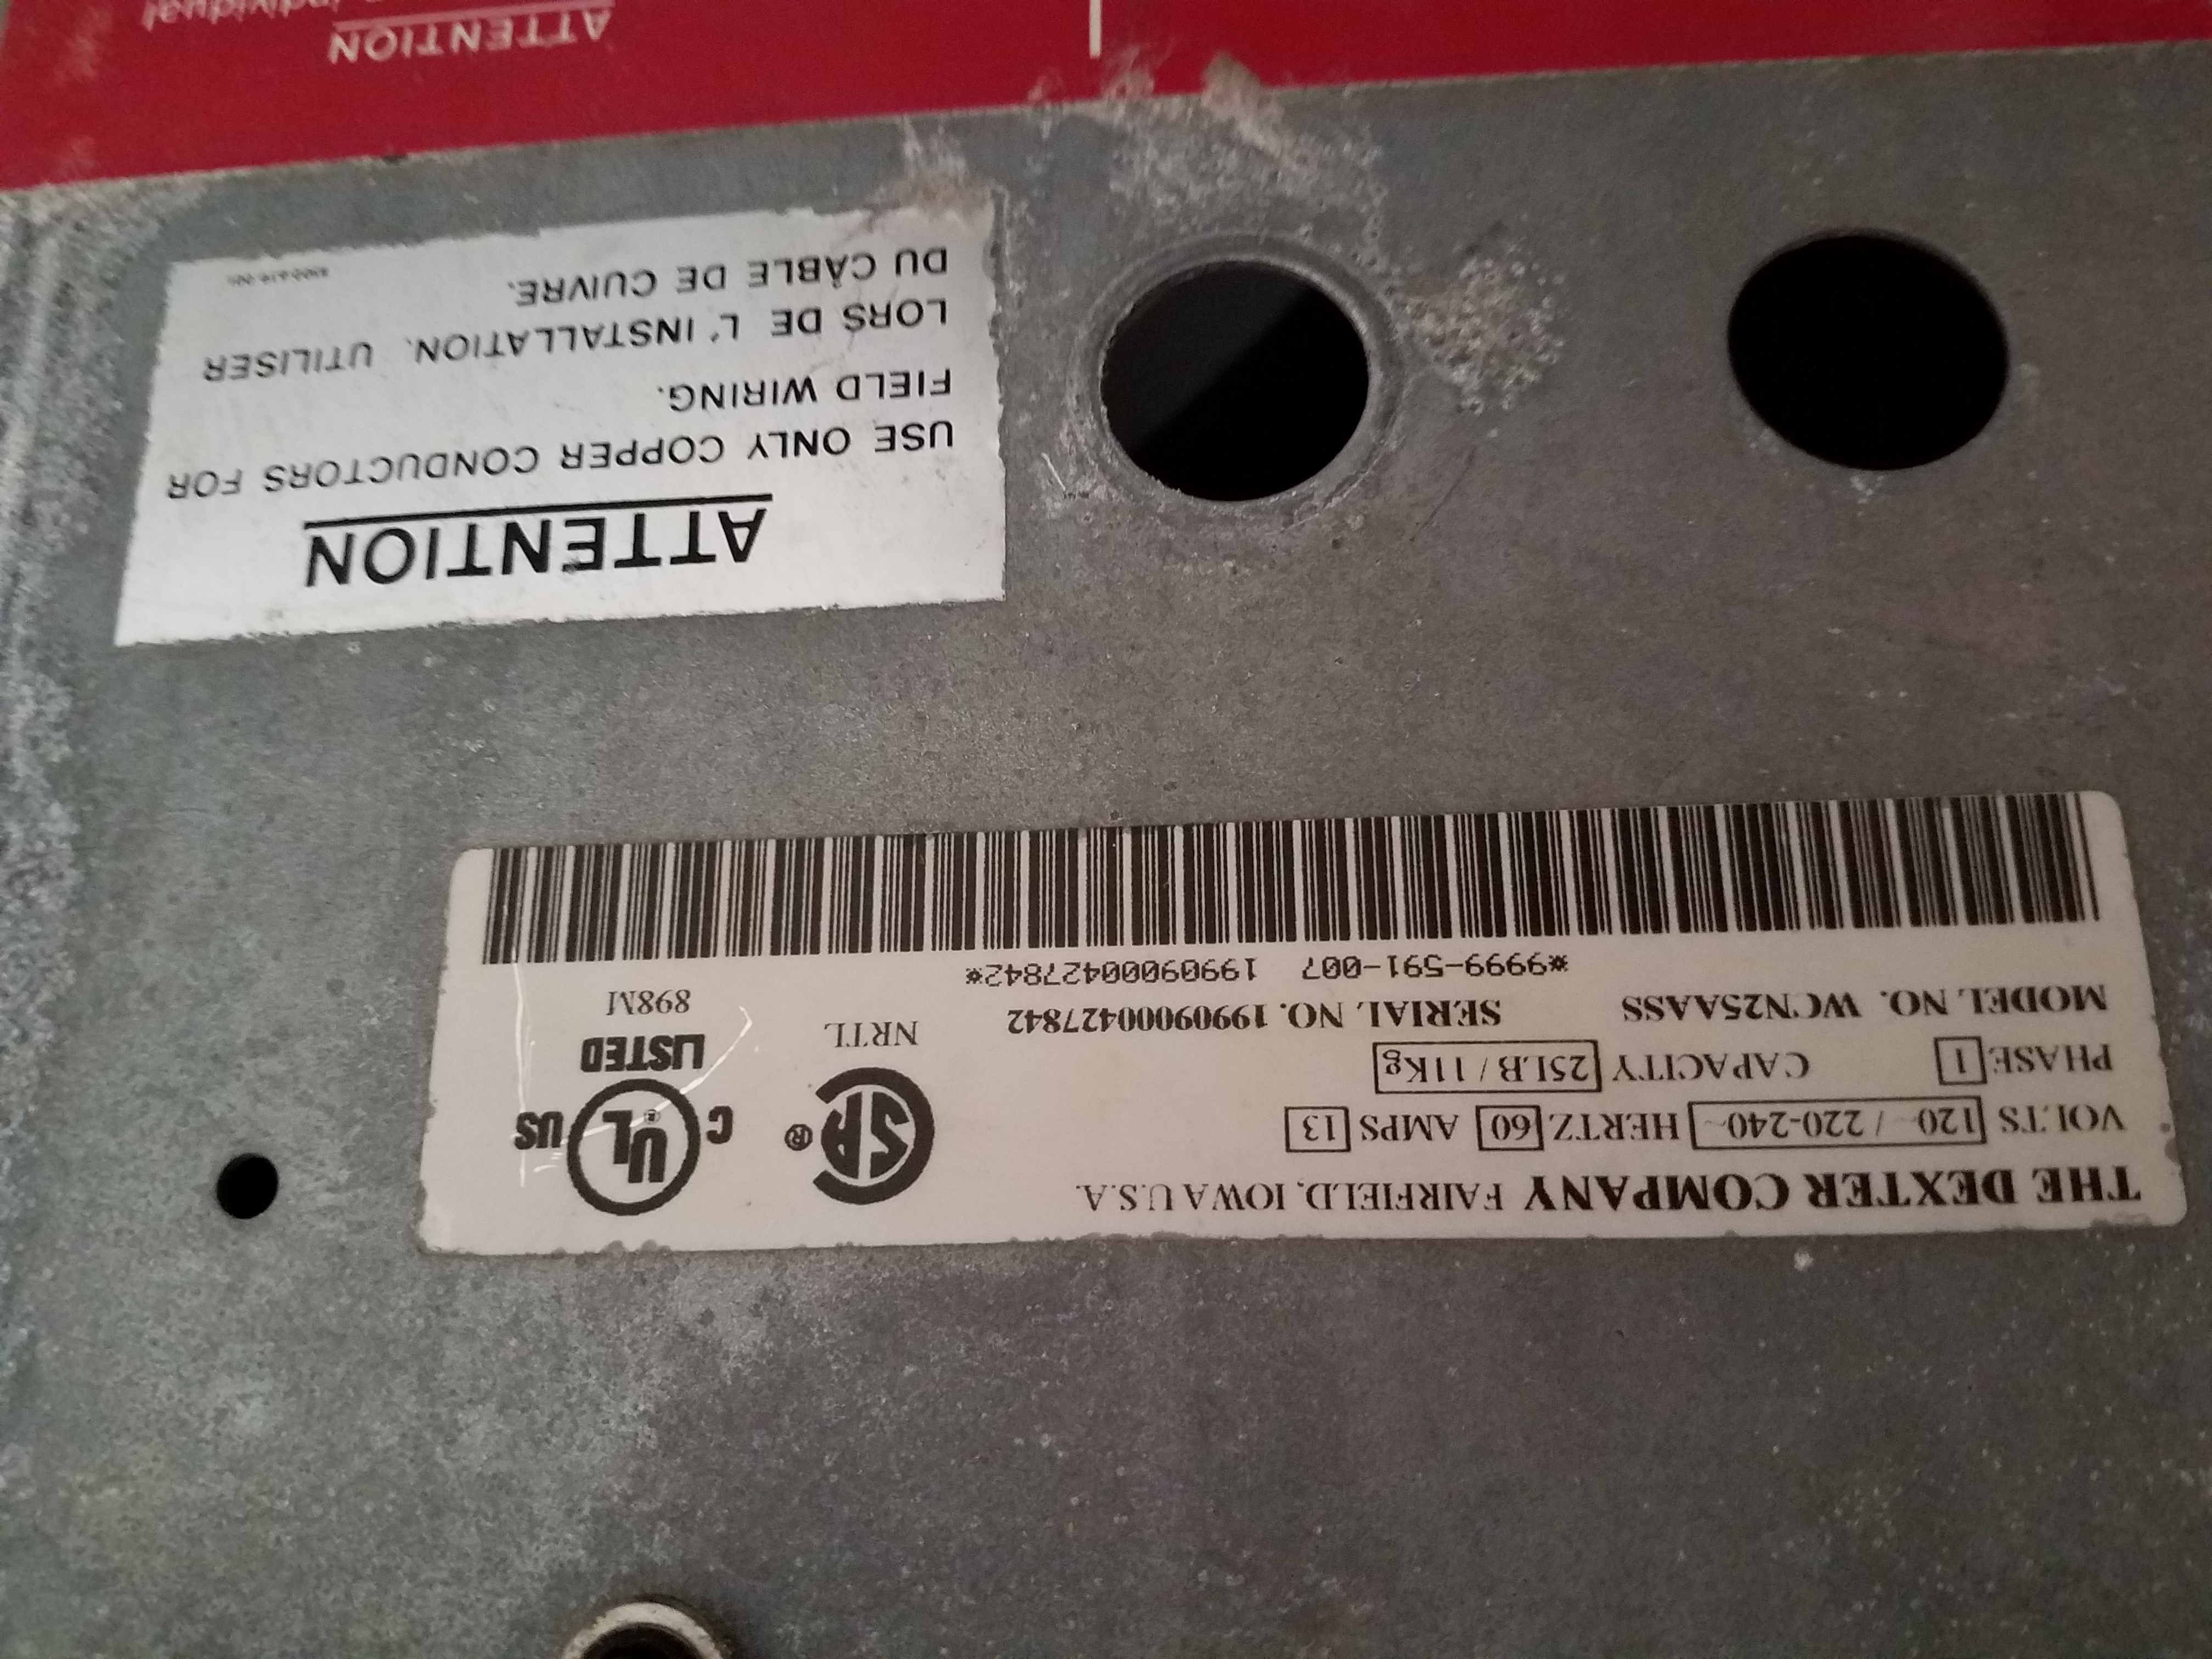 THE DEXTER COMPANY FAIRFIELD, IOWA U.S.A.
VOLTS 120~ / 220-240~ HERTZ 60 AMPS 13
PHASE 1 CAPACITY 25LB / 11Kg
MODEL NO. WCN25AASS SERIAL NO. 19909000427842
*9999-591-007 19909000427842*
SA®
NRTL
C UL® US
LISTED
898M
ATTENTION
USE ONLY COPPER CONDUCTORS FOR
FIELD WIRING.
LORS DE L' INSTALLATION. UTILISER
DU CÂBLE DE CUIVRE.
ATTENTION
individual